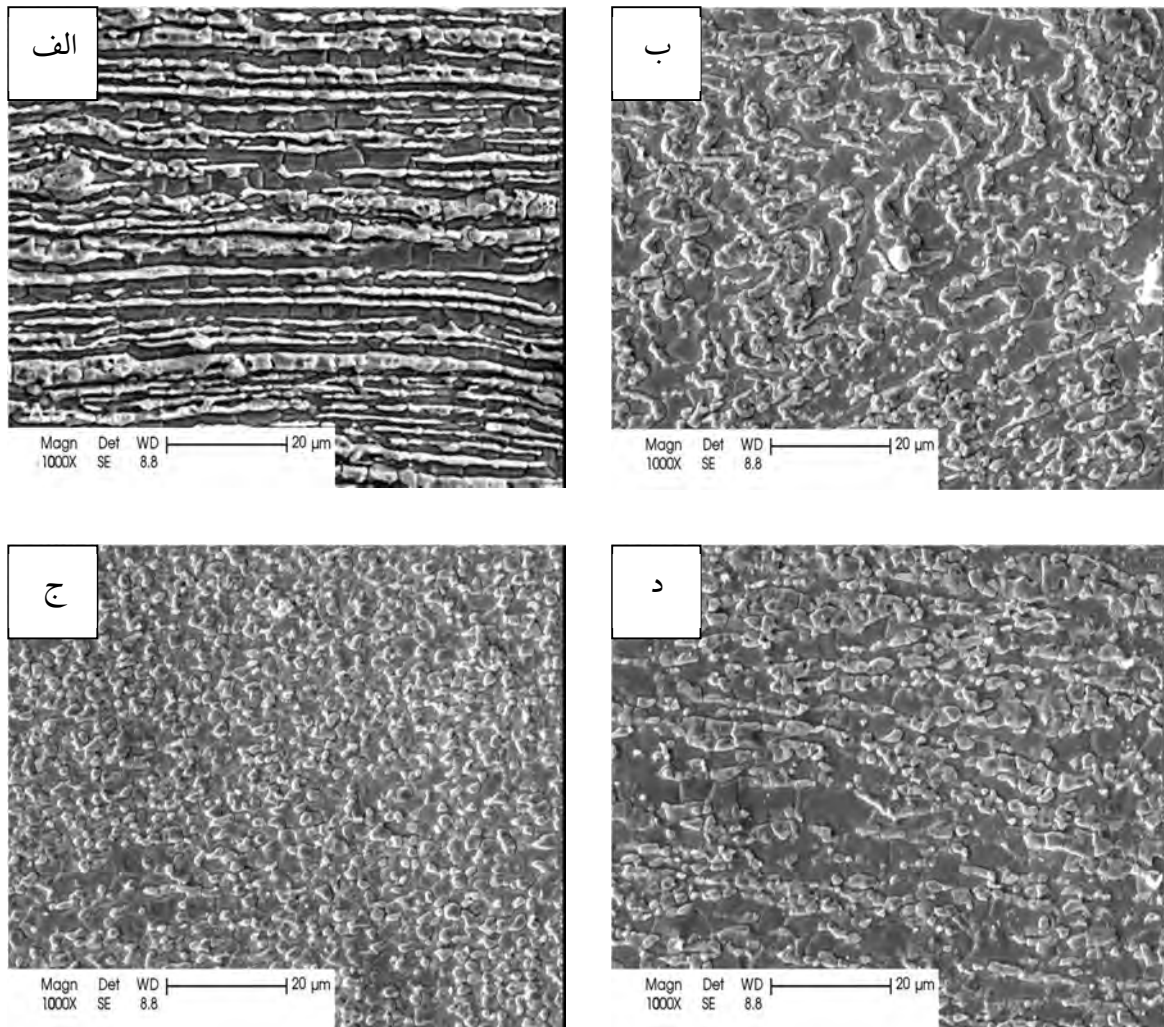 الف
Magn Det WD 20 µm
1000X SE 8.8
ب
Magn Det WD 20 µm
1000X SE 8.8
ج
Magn Det WD 20 µm
1000X SE 8.8
د
Magn Det WD 20 µm
1000X SE 8.8